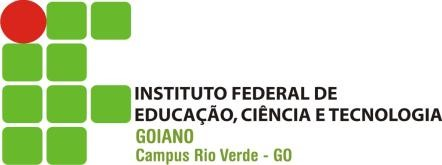 INSTITUTO FEDERAL DE
EDUCAÇÃO, CIÊNCIA E TECNOLOGIA
GOIANO
Campus Rio Verde - GO